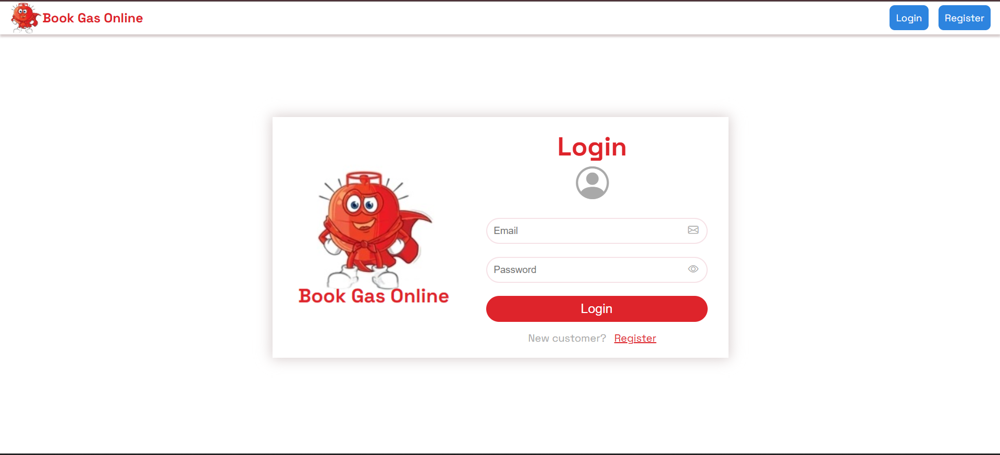 Book Gas Online
Login
Register
Login
Email
Password
Book Gas Online
Login
New customer? Register